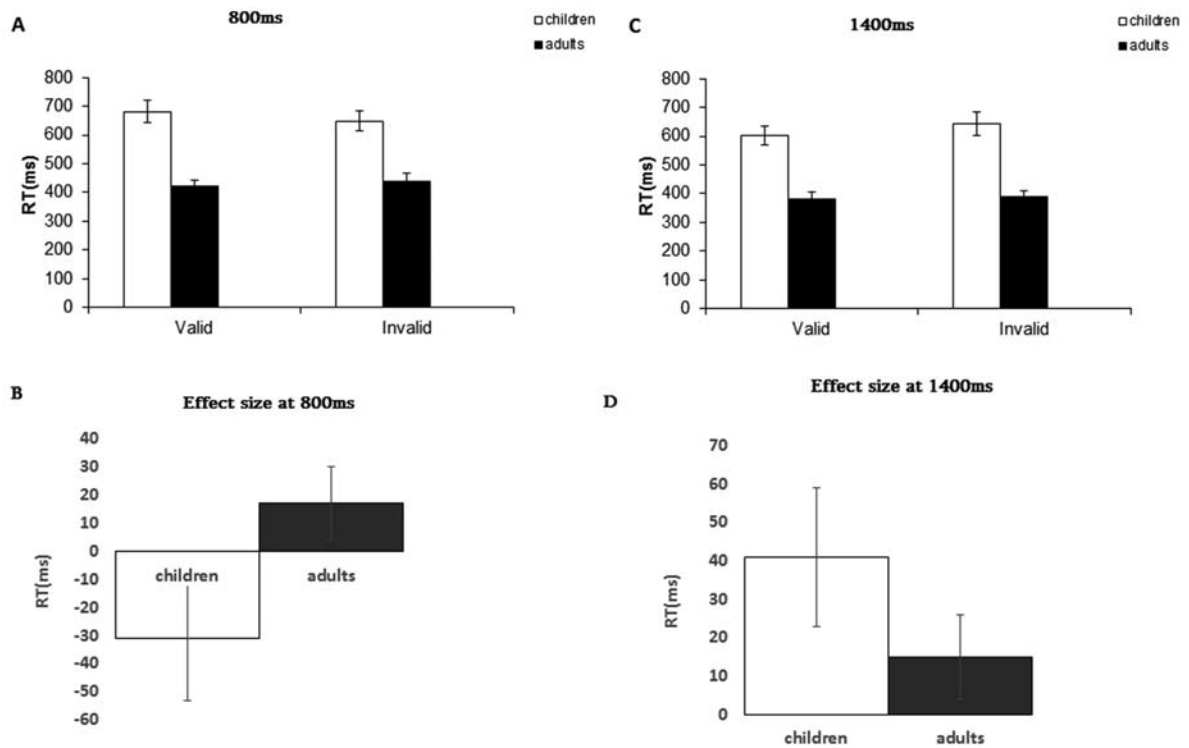 A
800ms
children
adults
RT(ms)
800
700
600
500
400
300
200
100
0
Valid Invalid
C
1400ms
children
adults
RT(ms)
800
700
600
500
400
300
200
100
0
Valid Invalid
B
Effect size at 800ms
RT(ms)
40
30
20
10
0
-10
-20
-30
-40
-50
-60
children adults
D
Effect size at 1400ms
RT(ms)
70
60
50
40
30
20
10
0
children adults